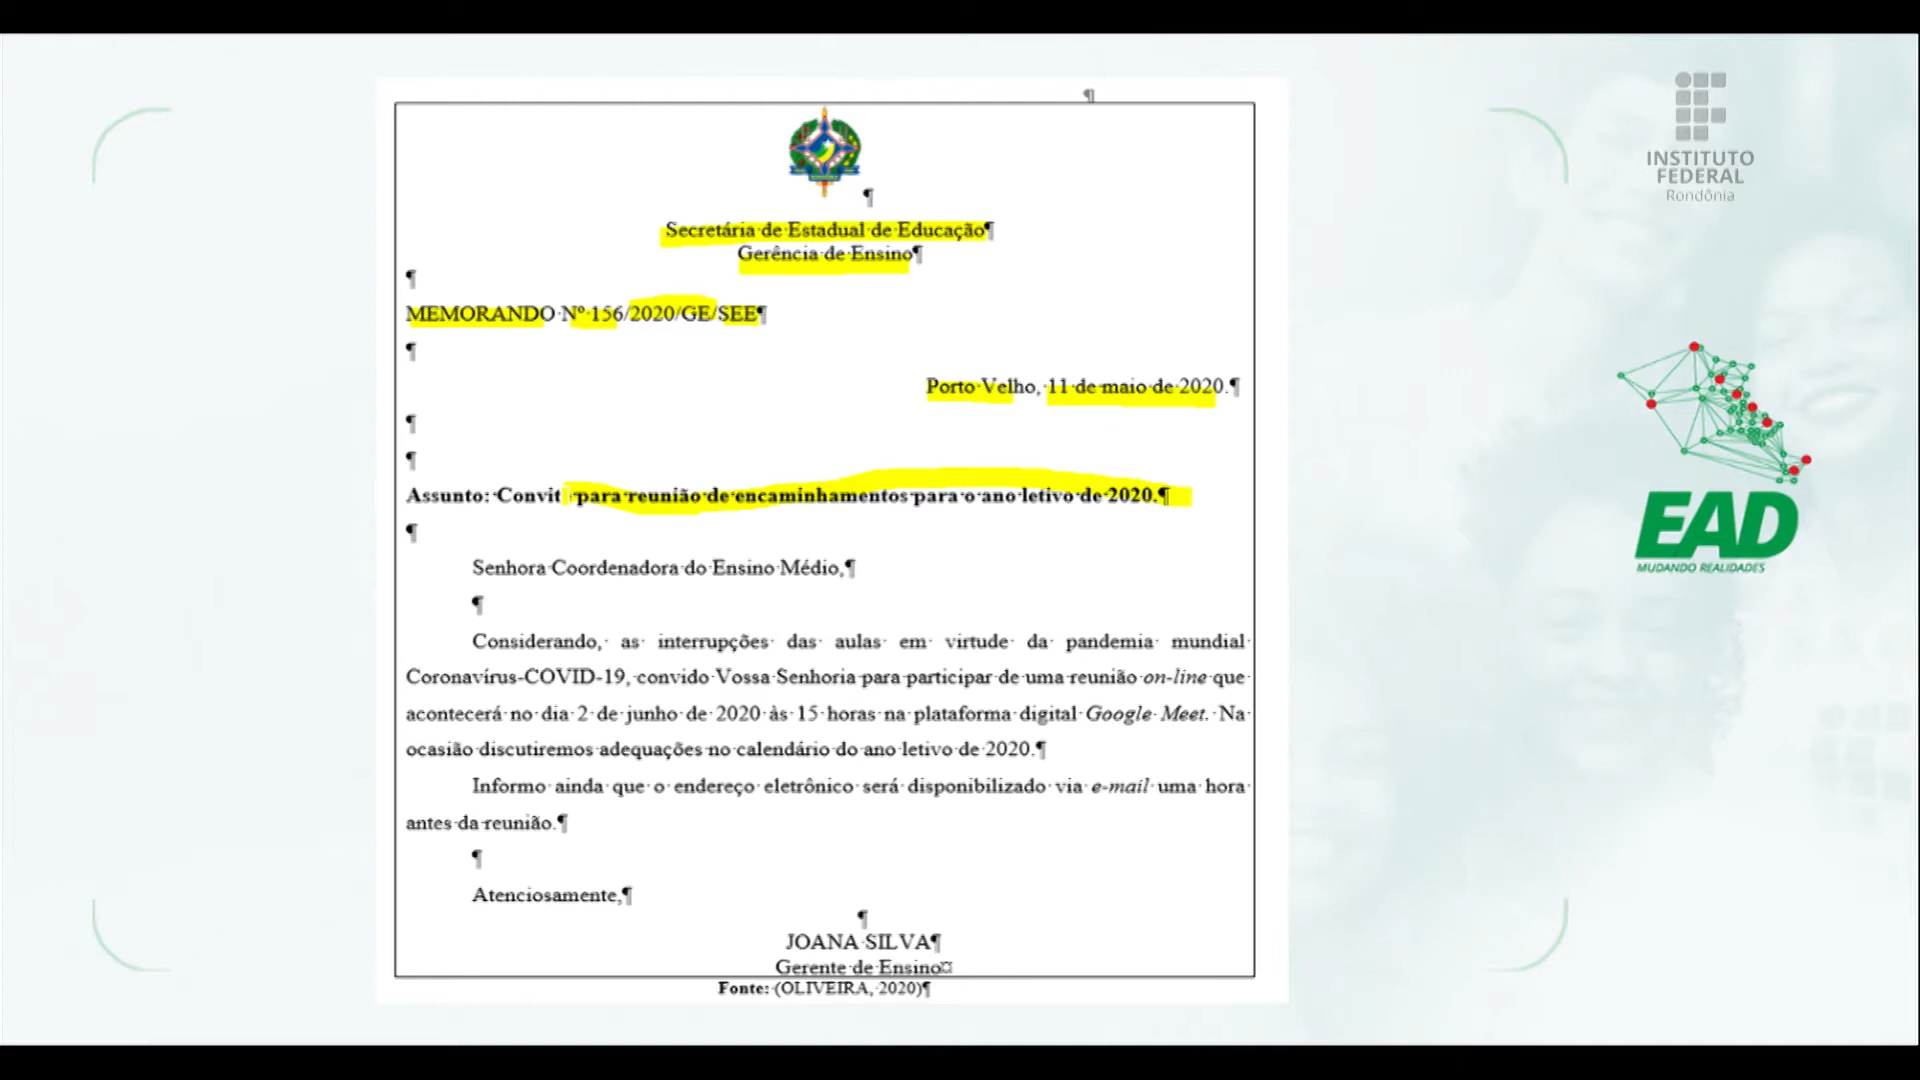 Secretária de Estadual de Educação¶
Gerência de Ensino¶
MEMORANDO Nº 156/2020/GE/SEE¶
Porto Velho, 11 de maio de 2020.¶
Assunto: Convit para reunião de encaminhamentos para o ano letivo de 2020.¶
Senhora Coordenadora do Ensino Médio,¶
Considerando, as interrupções das aulas em virtude da pandemia mundial
Coronavírus-COVID-19, convido Vossa Senhoria para participar de uma reunião on-line que
acontecerá no dia 2 de junho de 2020 às 15 horas na plataforma digital Google Meet. Na
ocasião discutiremos adequações no calendário do ano letivo de 2020.¶
Informo ainda que o endereço eletrônico será disponibilizado via e-mail uma hora
antes da reunião.¶
Atenciosamente,¶
JOANA SILVA¶
Gerente de Ensino¤
Fonte: (OLIVEIRA, 2020)¶
INSTITUTO
FEDERAL
Rondônia
EAD
MUDANDO REALIDADES